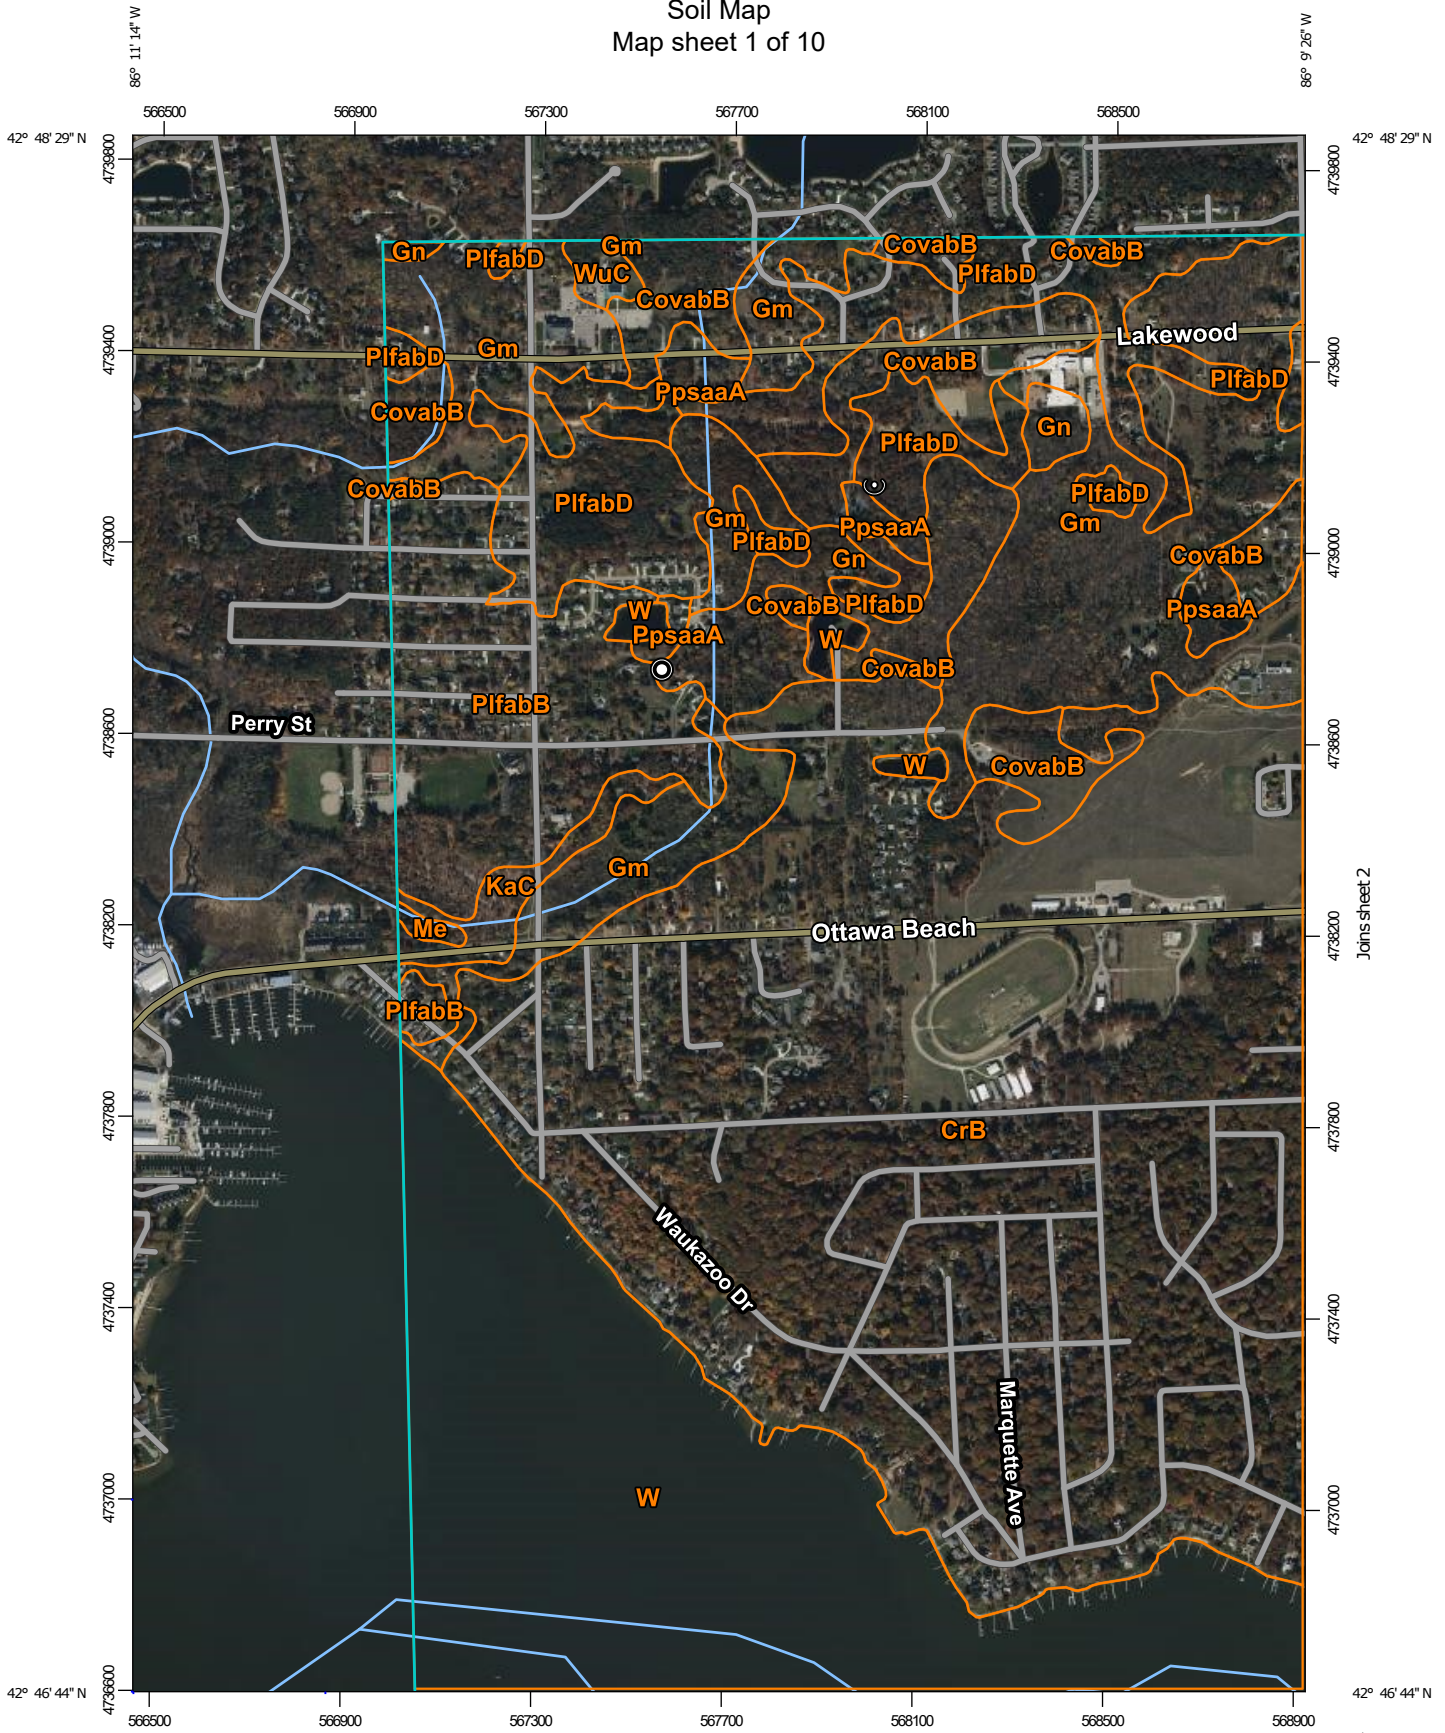 Soil Map
Map sheet 1 of 10
86° 11' 14" W
86° 9' 26" W
566500
566900
567300
567700
568100
568500
42° 48' 29" N
42° 48' 29" N
4739800
4739800
Gn
PlfabD
Gm
CovabB
CovabB
WuC
PlfabD
CovabB
Gm
Lakewood
4739400
PlfabD
Gm
CovabB
4739400
PlfabD
CovabB
PpsaaA
Gn
PlfabD
CovabB
PlfabD
PlfabD
4739000
Gm
PpsaaA
Gm
4739000
PlfabD
Gn
CovabB
W
CovabB
PlfabD
PpsaaA
PpsaaA
W
CovabB
PlfabB
4738600
Perry St
4738600
W
CovabB
Gm
KaC
Joins sheet 2
4738200
Me
Ottawa Beach
4738200
PlfabB
4737800
CrB
4737800
Waukazoo Dr
4737400
4737400
Marquette Ave
4737000
W
4737000
4736600
42° 46' 44" N
42° 46' 44" N
566500
566900
567300
567700
568100
568500
568900